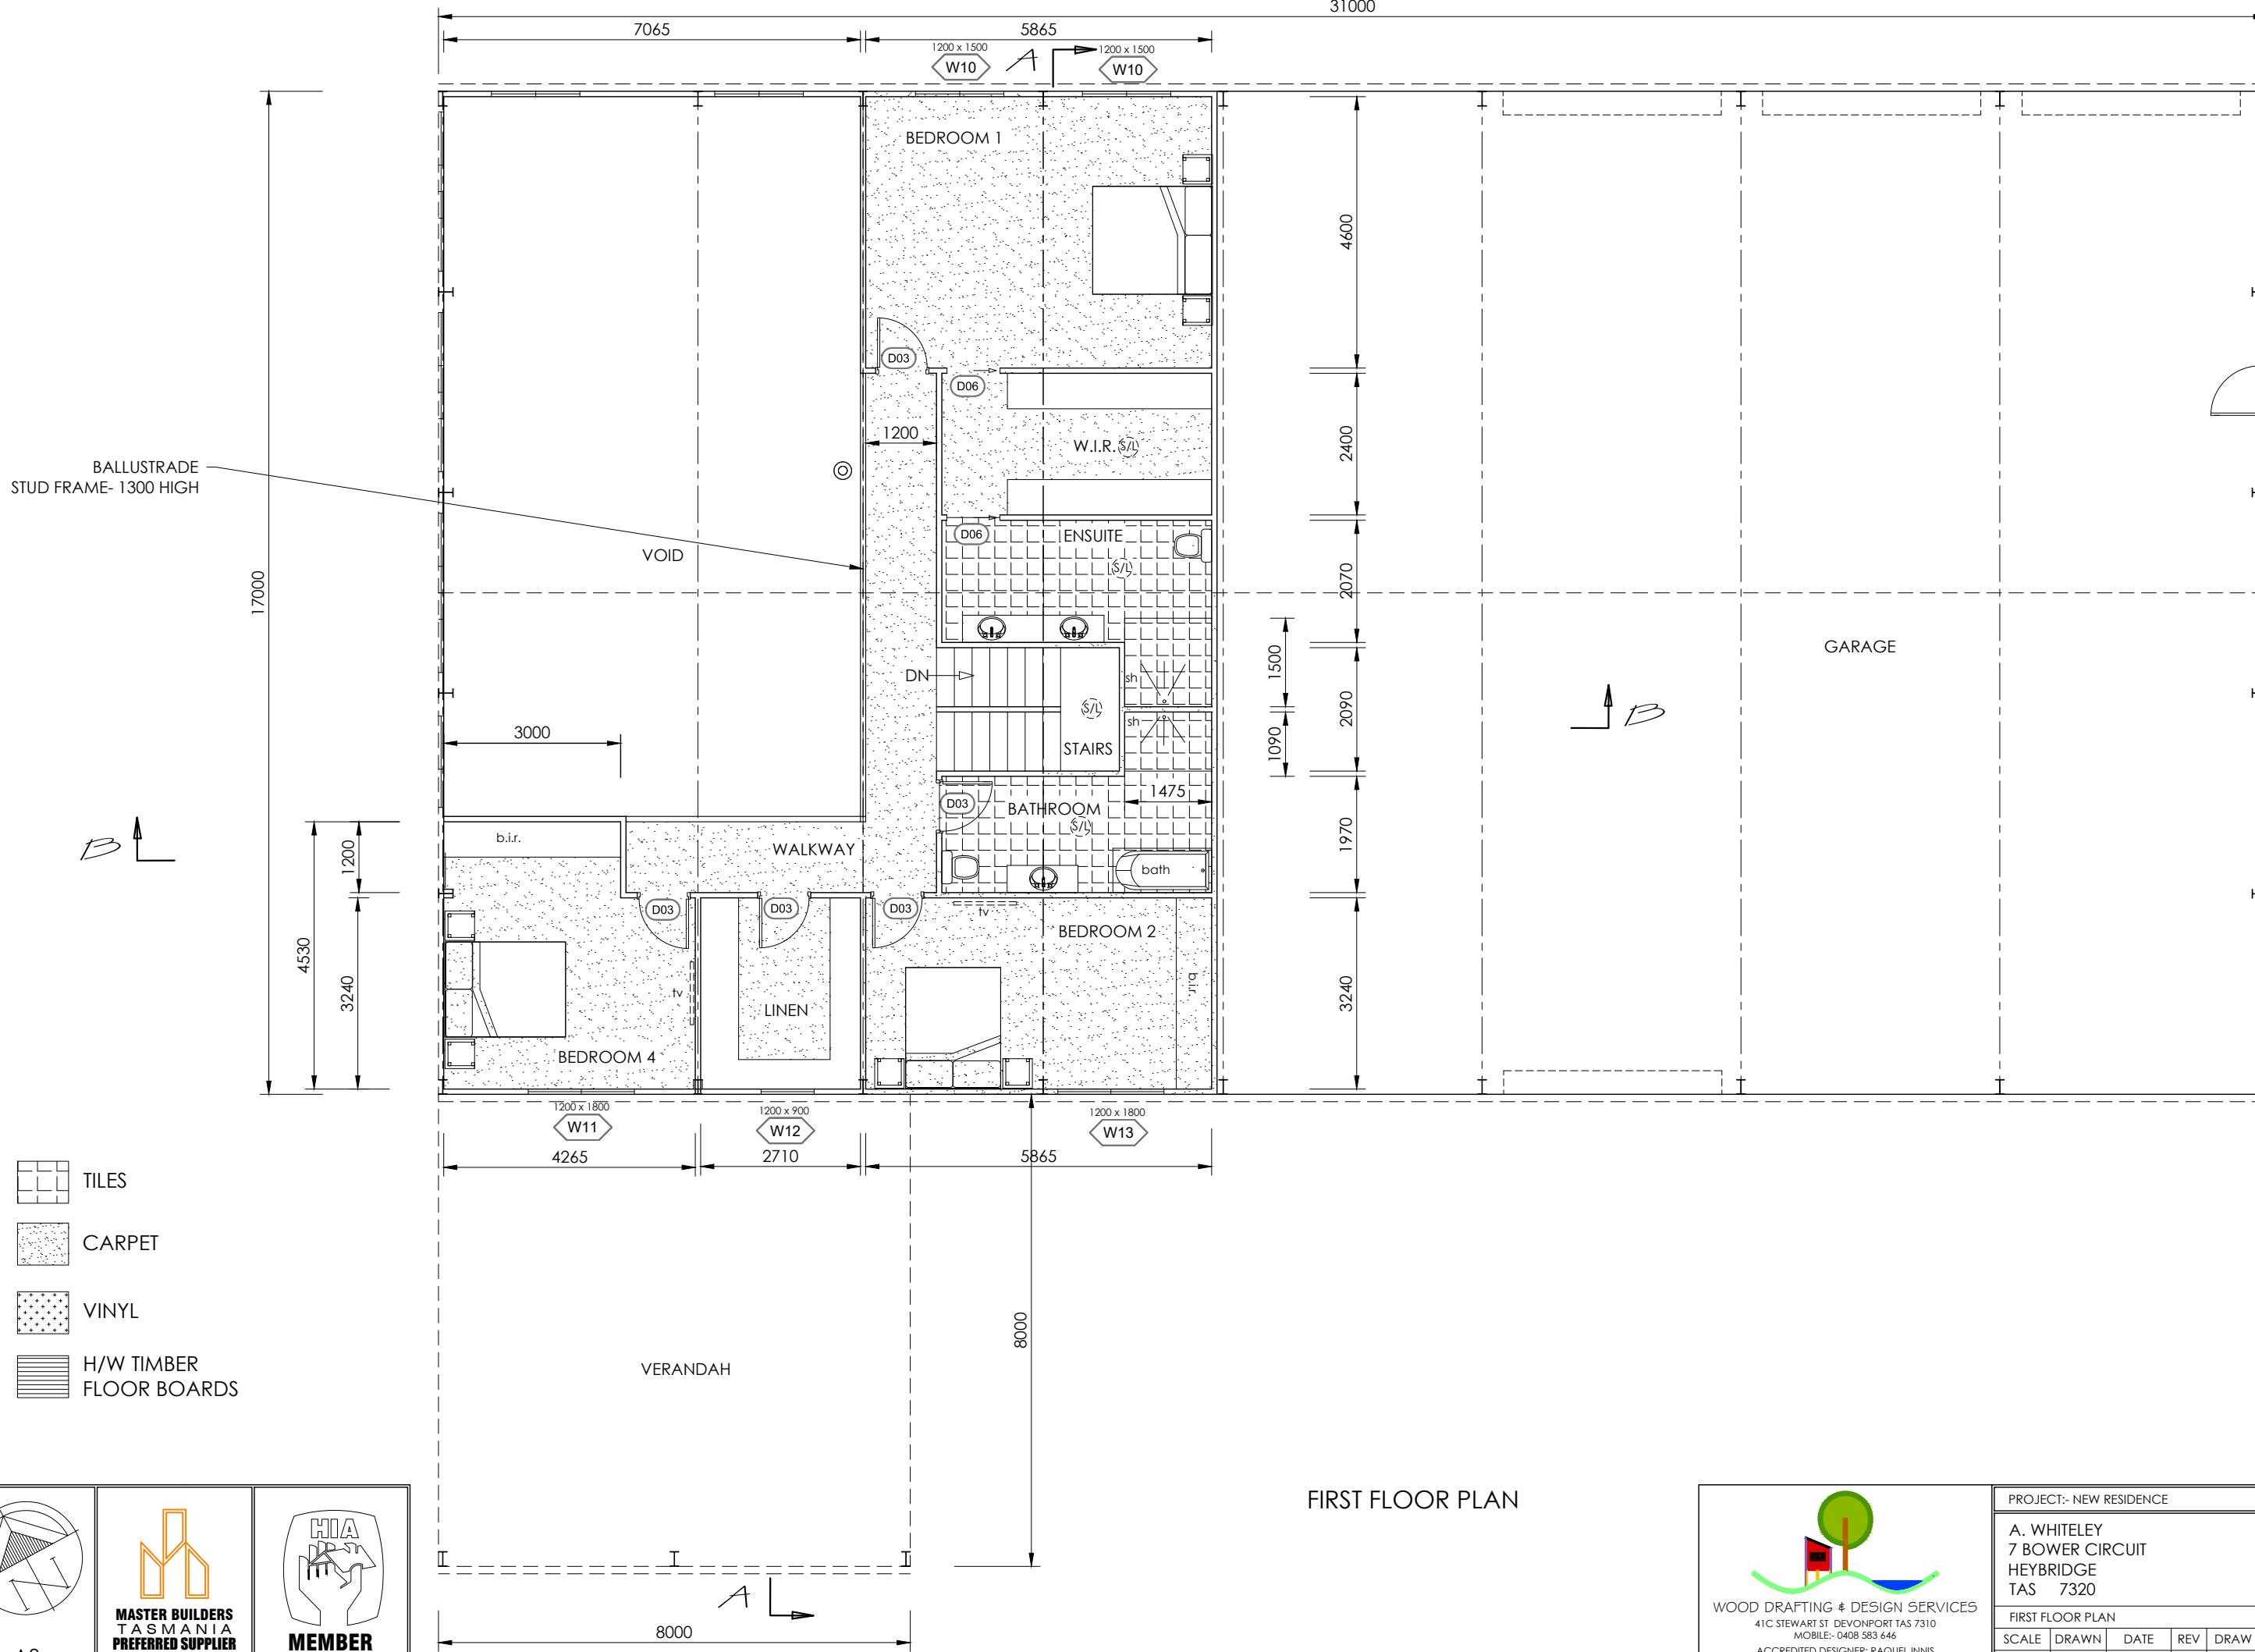 31000
7065
5865
1200 x 1500
W10
A
1200 x 1500
W10
BEDROOM 1
4600
D03
D06
1200
W.I.R.
S/L
2400
BALLUSTRADE
STUD FRAME- 1300 HIGH
17000
VOID
D06
ENSUITE
S/L
2070
GARAGE
DN
sh
1500
S/L
2090
B
3000
sh
STAIRS
1090
1475
D03
BATHROOM
S/L
1970
B
b.i.r.
1200
WALKWAY
bath
4530
D03
D03
D03
tv
BEDROOM 2
b.i.r.
3240
tv
LINEN
3240
BEDROOM 4
1200 x 1800
W11
1200 x 900
W12
1200 x 1800
W13
4265
2710
5865
TILES
CARPET
VINYL
H/W TIMBER
FLOOR BOARDS
8000
VERANDAH
FIRST FLOOR PLAN
A
8000
N
MASTER BUILDERS
TASMANIA
PREFERRED SUPPLIER
HIA
MEMBER
WOOD DRAFTING & DESIGN SERVICES
41C STEWART ST DEVONPORT TAS 7310
MOBILE:- 0408 583 646
ACCREDITED DESIGNER: RAQUEL INNIS
PROJECT:- NEW RESIDENCE
A. WHITELEY
7 BOWER CIRCUIT
HEYBRIDGE
TAS 7320
FIRST FLOOR PLAN
SCALE DRAWN DATE REV DRAW